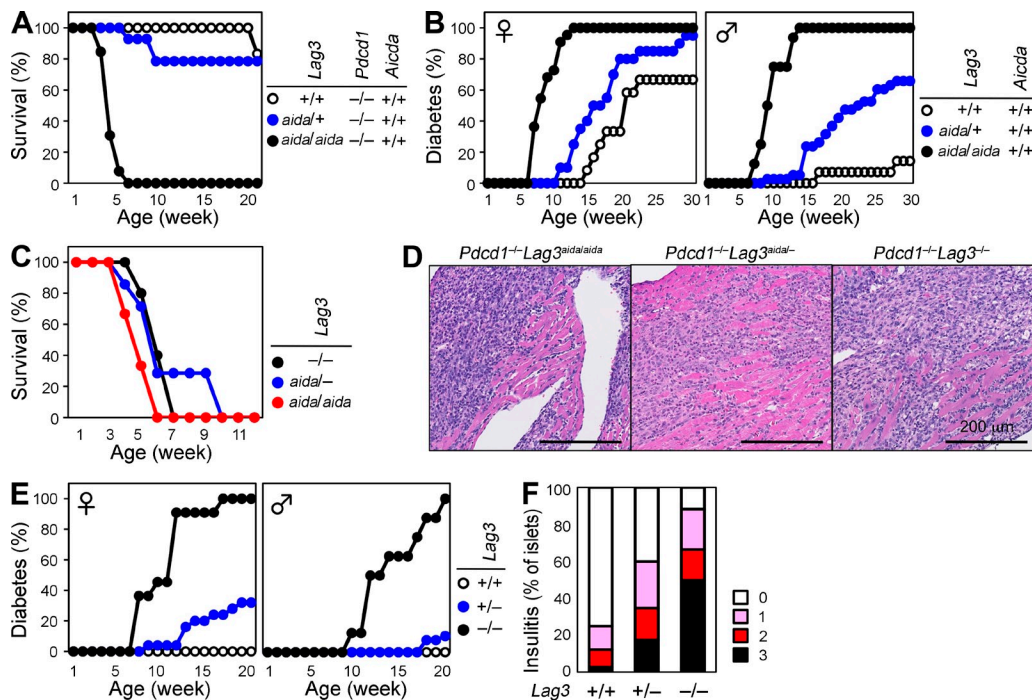 A
Survival (%)
100
80
60
40
20
0
1 5 10 15 20
Age (week)
Lag3 Pdcd1 Aicda
+/+ –/– +/+
aida/+ –/– +/+
aida/aida –/– +/+
B
Diabetes (%)
♀ ♂
100
80
60
40
20
0
1 5 10 15 20 25 30 1 5 10 15 20 25 30
Age (week) Age (week)
Lag3 Aicda
+/+ +/+
aida/+ +/+
aida/aida +/+
C
Survival (%)
100
80
60
40
20
0
1 3 5 7 9 11
Age (week)
Lag3
–/–
aida/–
aida/aida
D
Pdcd1–/–Lag3aida/aida Pdcd1–/–Lag3aida/– Pdcd1–/–Lag3–/–
200 μm
E
Diabetes (%)
♀ ♂
100
80
60
40
20
0
1 5 10 15 20 1 5 10 15 20
Age (week) Age (week)
Lag3
+/+
+/–
–/–
F
Insulitis (% of islets)
100
80
60
40
20
0
Lag3 +/+ +/– –/–
0
1
2
3